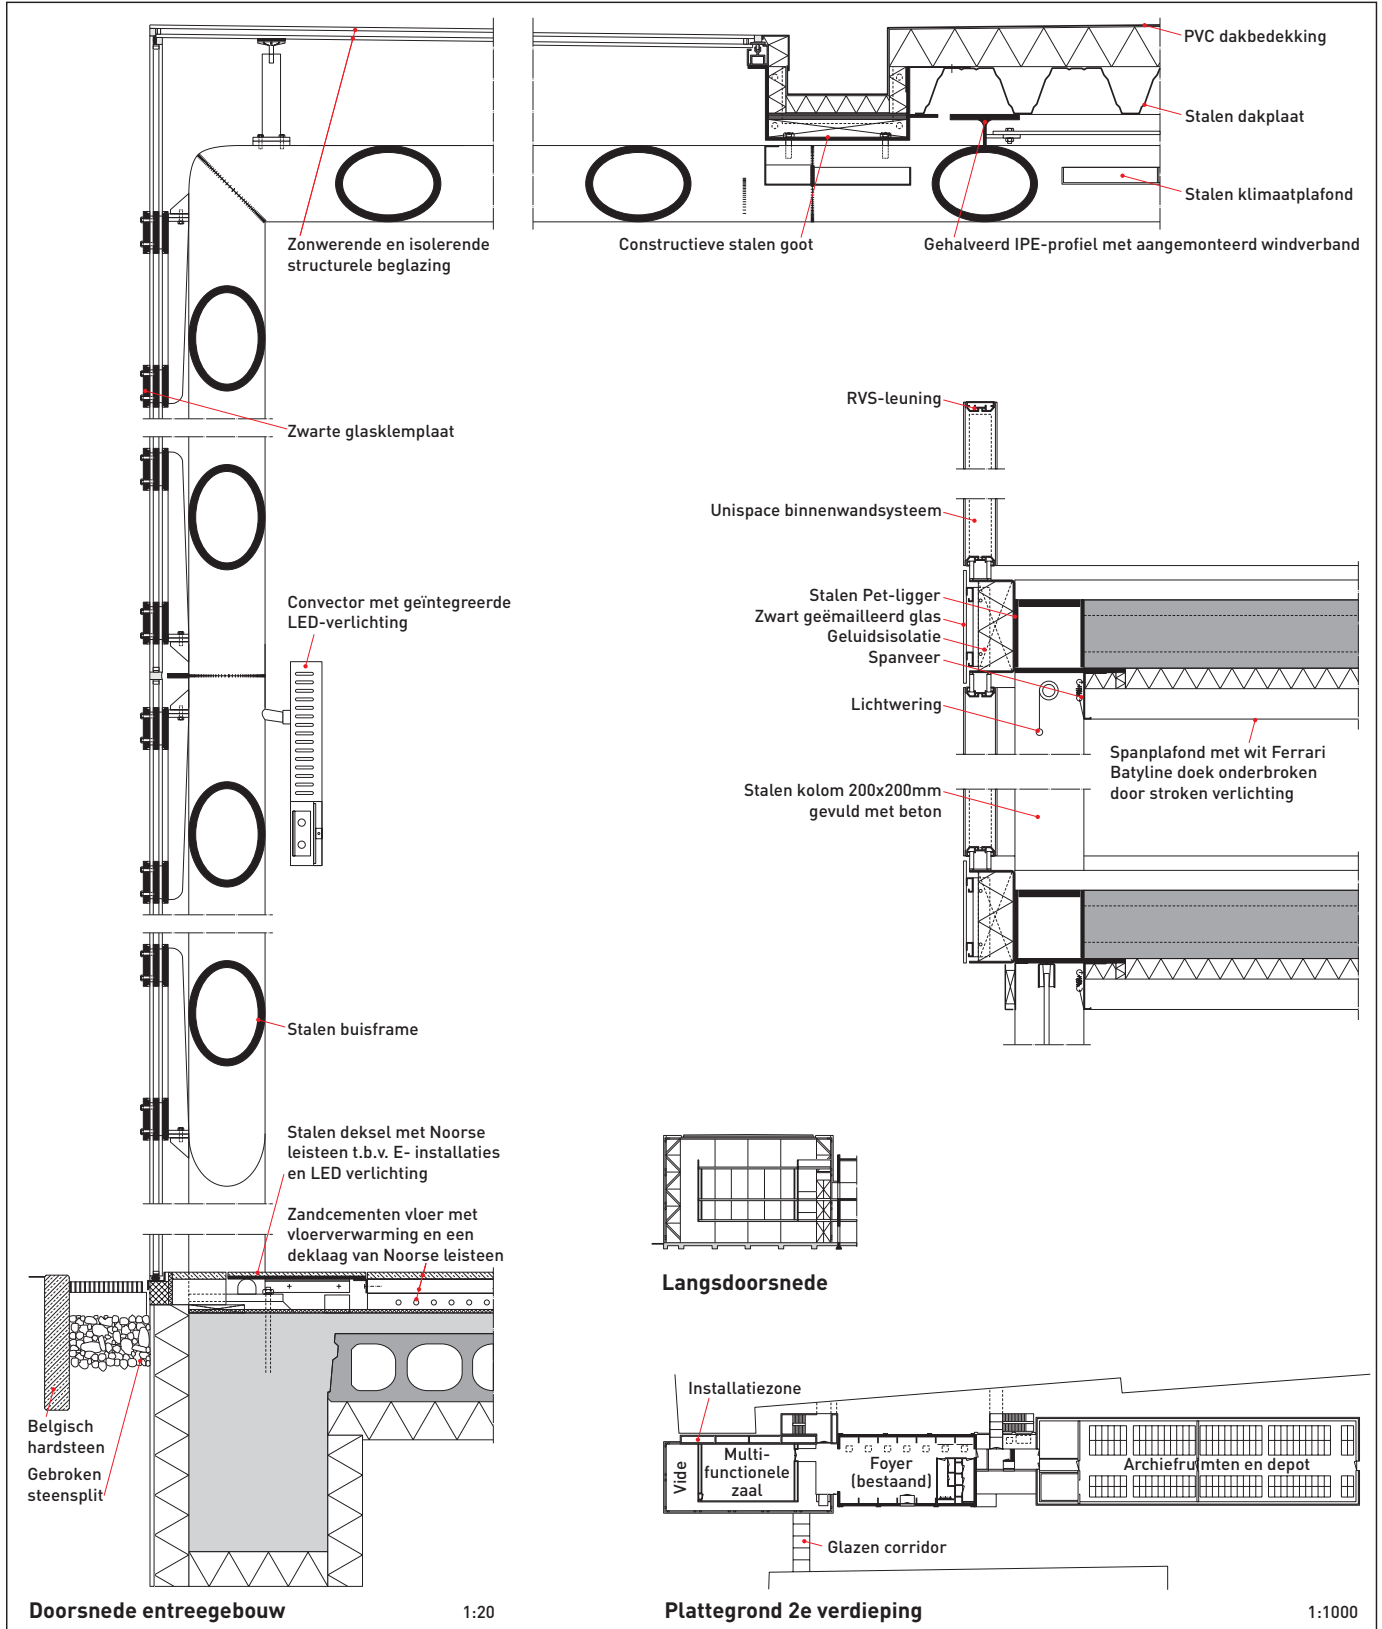 PVC dakbedekking
Stalen dakplaat
Stalen klimaatplafond
Zonwerende en isolerende
structurele beglazing
Constructieve stalen goot
Gehalveerd IPE-profiel met aangemonteerd windverband
Zwarte glasklemplaat
RVS-leuning
Unispace binnenwandsysteem
Convector met geïntegreerde
LED-verlichting
Stalen Pet-ligger
Zwart geëmailleerd glas
Geluidsisolatie
Spanveer
Lichtwering
Spanplafond met wit Ferrari
Batyline doek onderbroken
door stroken verlichting
Stalen kolom 200x200mm
gevuld met beton
Stalen buisframe
Stalen deksel met Noorse
leisteen t.b.v. E- installaties
en LED verlichting
Zandcementen vloer met
vloerverwarming en een
deklaag van Noorse leisteen
Belgisch
hardsteen
Gebroken
steensplit
Doorsnede entreegebouw 1:20
Langsdoorsnede
Installatiezone
Vide
Multi-
functionele
zaal
Foyer
(bestaand)
Archiefruimten en depot
Glazen corridor
Plattegrond 2e verdieping 1:1000